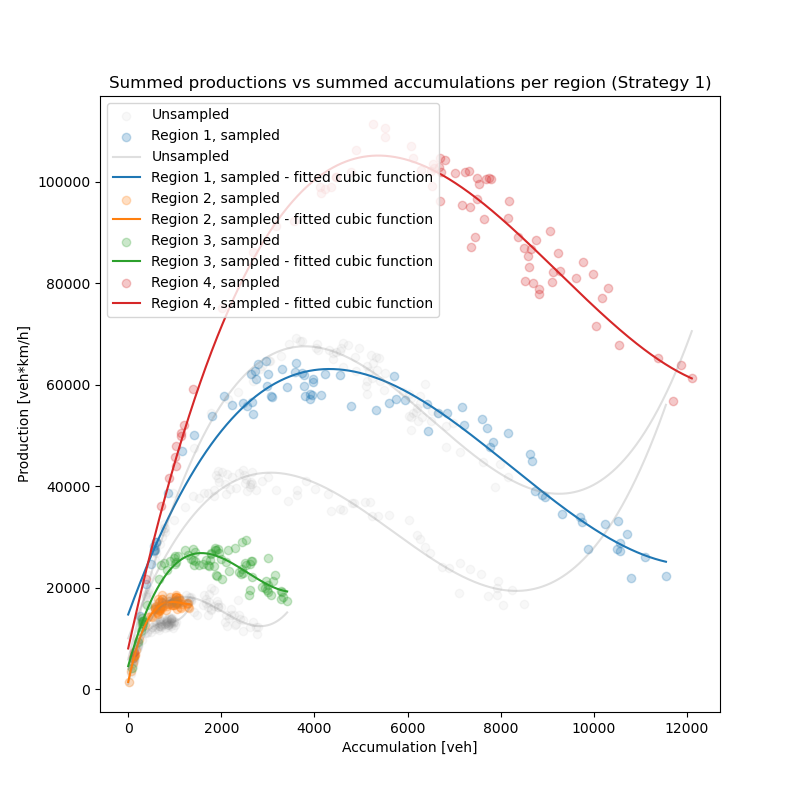 Summed productions vs summed accumulations per region (Strategy 1)
Unsampled
Region 1, sampled
Unsampled
Region 1, sampled - fitted cubic function
Region 2, sampled
Region 2, sampled - fitted cubic function
Region 3, sampled
Region 3, sampled - fitted cubic function
Region 4, sampled
Region 4, sampled - fitted cubic function
100000
80000
60000
40000
20000
0
Production [veh*km/h]
0 2000 4000 6000 8000 10000 12000
Accumulation [veh]